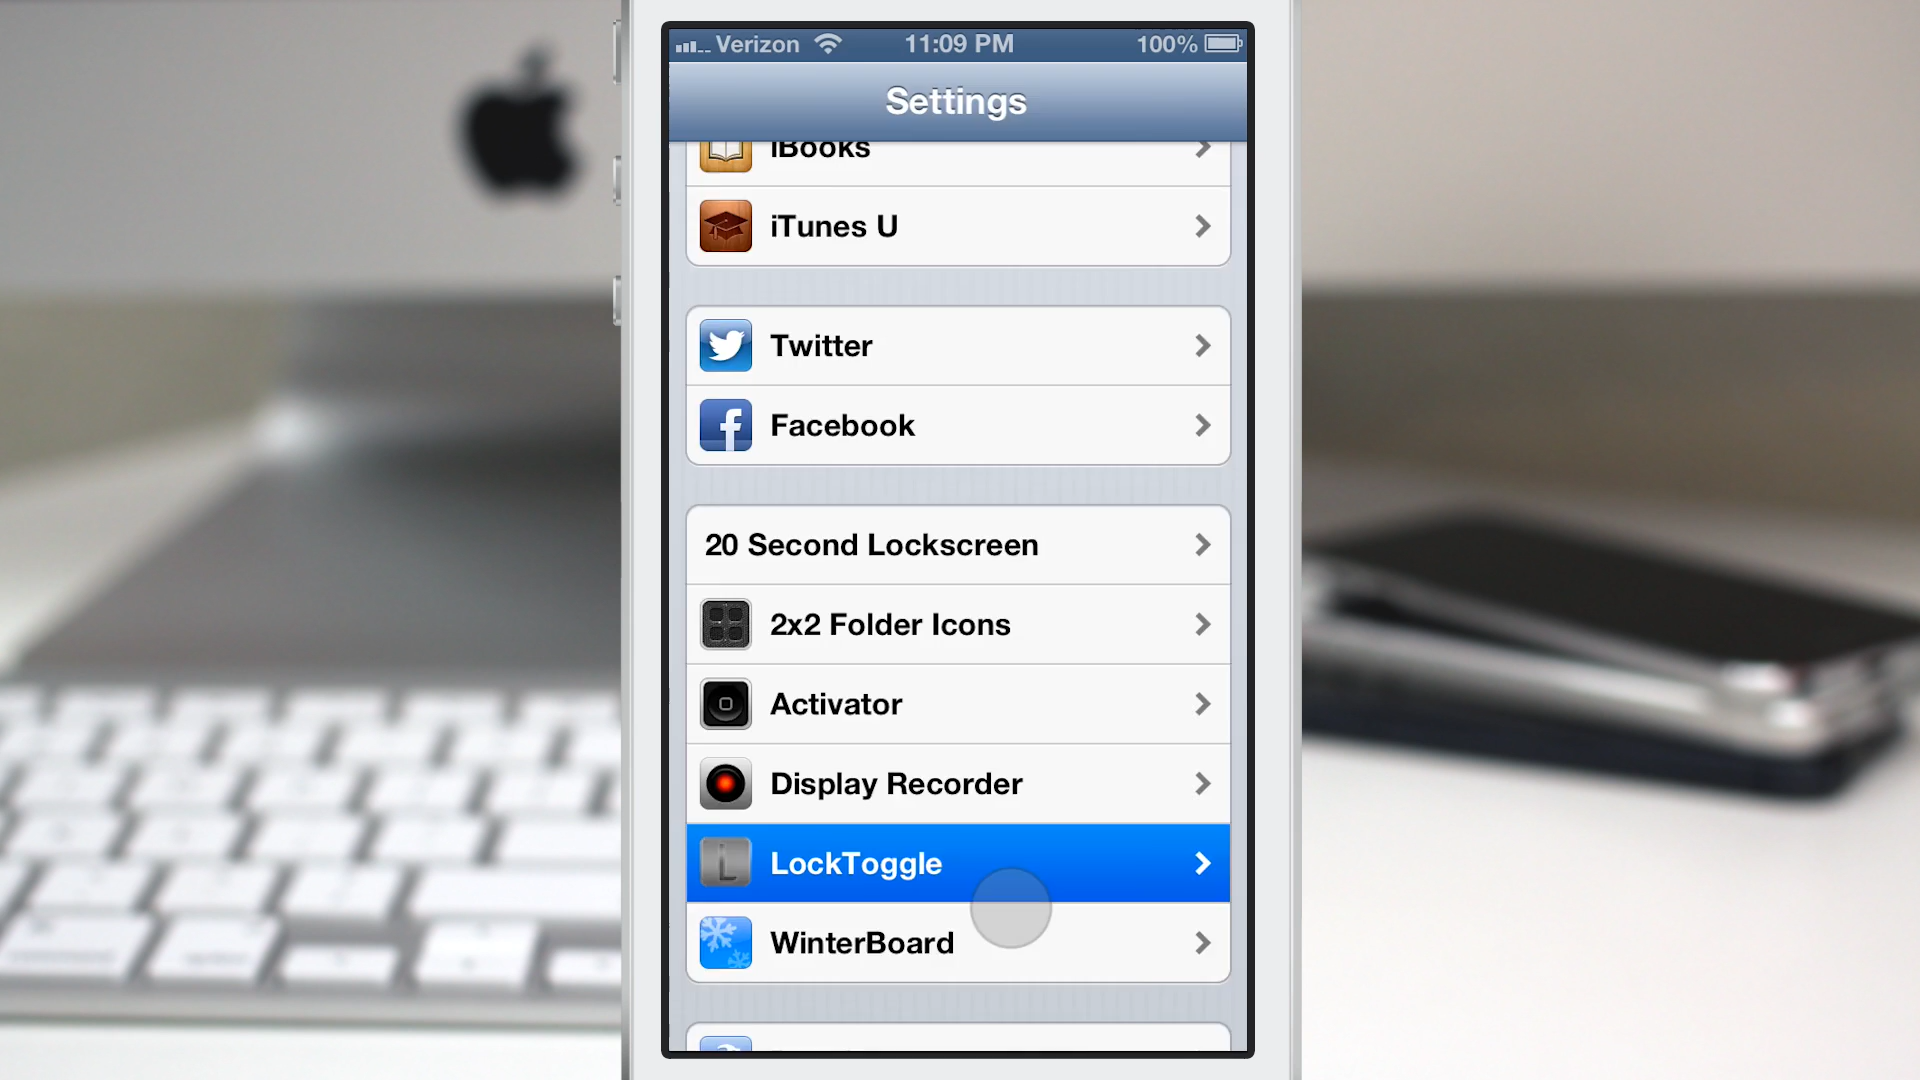 Verizon 11:09 PM 100%
Settings
iBooks
iTunes U
Twitter
Facebook
20 Second Lockscreen
2x2 Folder Icons
Activator
Display Recorder
L LockToggle
WinterBoard